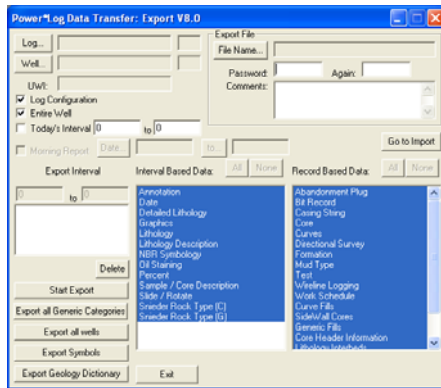 Power*Log Data Transfer: Export V8.0
Log...
Well...
UWI:
Export File
File Name...
Password:
Again:
Comments:
Log Configuration
Entire Well
Today's Interval 0 to 0
Morning Report Date... to...
Go to Import
Export Interval
0 to 0
Delete
Start Export
Export all Generic Categories
Export all wells
Export Symbols
Export Geology Dictionary
Interval Based Data: All None
Annotation
Date
Detailed Lithology
Graphics
Lithology
Lithology Description
NBR Symbology
Oil Staining
Percent
Sample / Core Description
Slide / Rotate
Snieder Rock Type [C]
Snieder Rock Type [G]
Record Based Data: All None
Abandonment Plug
Bit Record
Casing String
Core
Curves
Directional Survey
Formation
Mud Type
Test
Wireline Logging
Work Schedule
Curve Fills
SideWall Cores
Generic Fills
Core Header Information
Lithology Interbeds
Exit